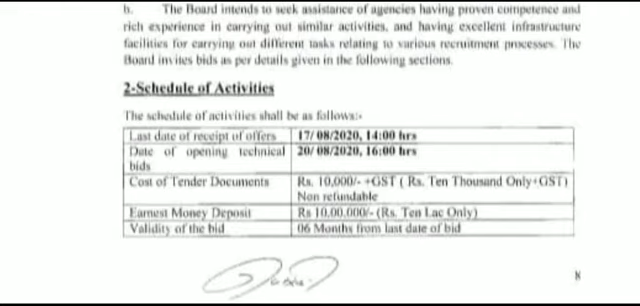 b. The Board intends to seek assistance of agencies having proven competence and
rich experience in carrying out similar activities, and having excellent infrastructure
facilities for carrying out different tasks relating to various recruitment processes. The
Board invites bids as per details given in the following sections.
2-Schedule of Activities
The schedule of activities shall be as follows:-
Last date of receipt of offers 17/08/2020, 14:00 hrs
Date of opening technical bids 20/08/2020, 16:00 hrs
Cost of Tender Documents Rs. 10,000/- +GST ( Rs. Ten Thousand Only+GST)
Non refundable
Earnest Money Deposit Rs 10,00,000/- (Rs. Ten Lac Only)
Validity of the bid 06 Months from last date of bid